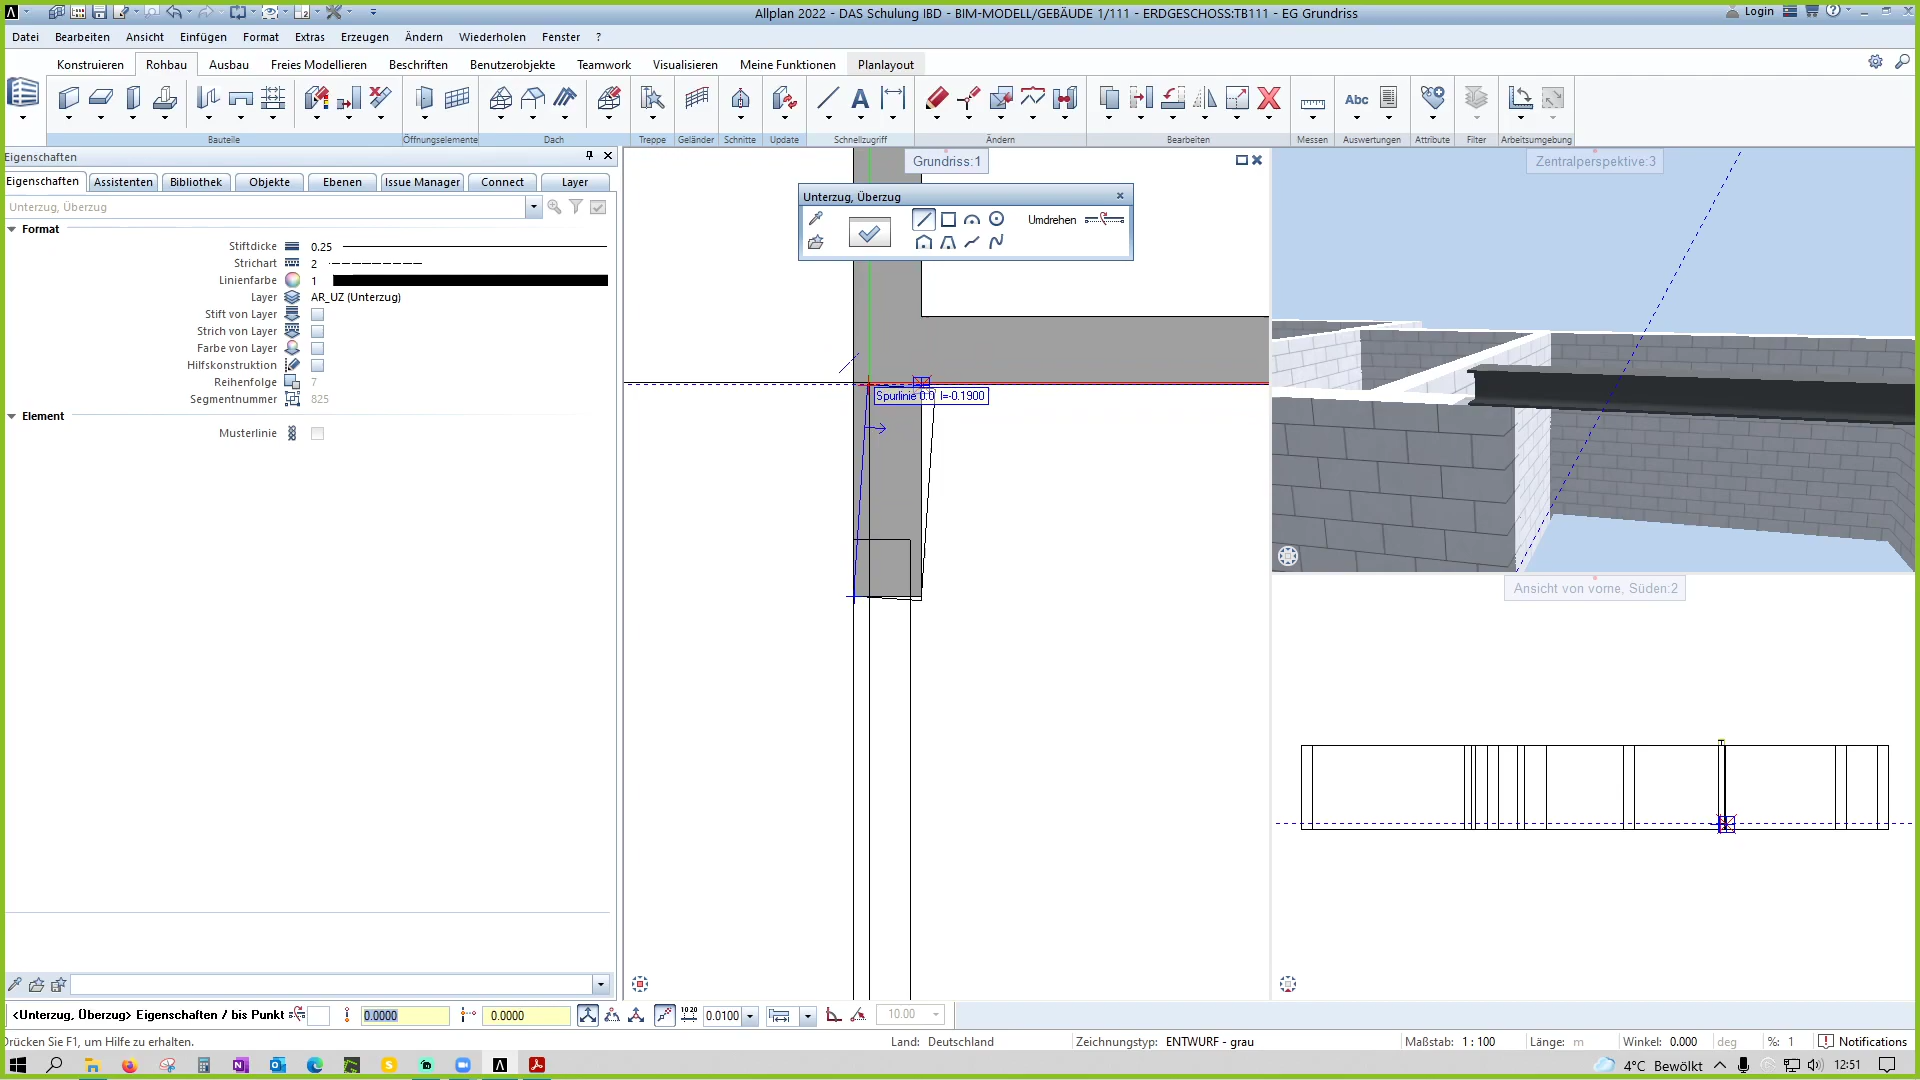 Allplan 2022 - DAS Schulung IBD - BIM-MODELL/GEBÄUDE 1/111 - ERDGESCHOSS:TB111 - EG Grundriss
Login
Datei Bearbeiten Ansicht Einfügen Format Extras Erzeugen Ändern Wiederholen Fenster ?
Konstruieren Rohbau Ausbau Freies Modellieren Beschriften Benutzerobjekte Teamwork Visualisieren Meine Funktionen Planlayout
Abc
Bauteile Öffnungselemente Dach Treppe Geländer Schnitte Update Schnellzugriff Ändern Bearbeiten Messen Auswertungen Attribute Filter Arbeitsumgebung
Eigenschaften
Eigenschaften Assistenten Bibliothek Objekte Ebenen Issue Manager Connect Layer
Unterzug, Überzug
Format
Stiftdicke 0.25
Strichart 2
Linienfarbe 1
Layer AR_UZ (Unterzug)
Stift von Layer
Strich von Layer
Farbe von Layer
Hilfskonstruktion
Reihenfolge 7
Segmentnummer 825
Element
Musterlinie
Grundriss:1
Unterzug, Überzug
Umdrehen
Spurlinie 0.0 l=-0.1900
Zentralperspektive:3
Ansicht von vorne, Süden:2
<Unterzug, Überzug> Eigenschaften / bis Punkt 0.0000 0.0000 0.0100 10.00
Drücken Sie F1, um Hilfe zu erhalten.
Land: Deutschland Zeichnungstyp: ENTWURF - grau Maßstab: 1 : 100 Länge: m Winkel: 0.000 deg %: 1 Notifications
4°C Bewölkt 12:51